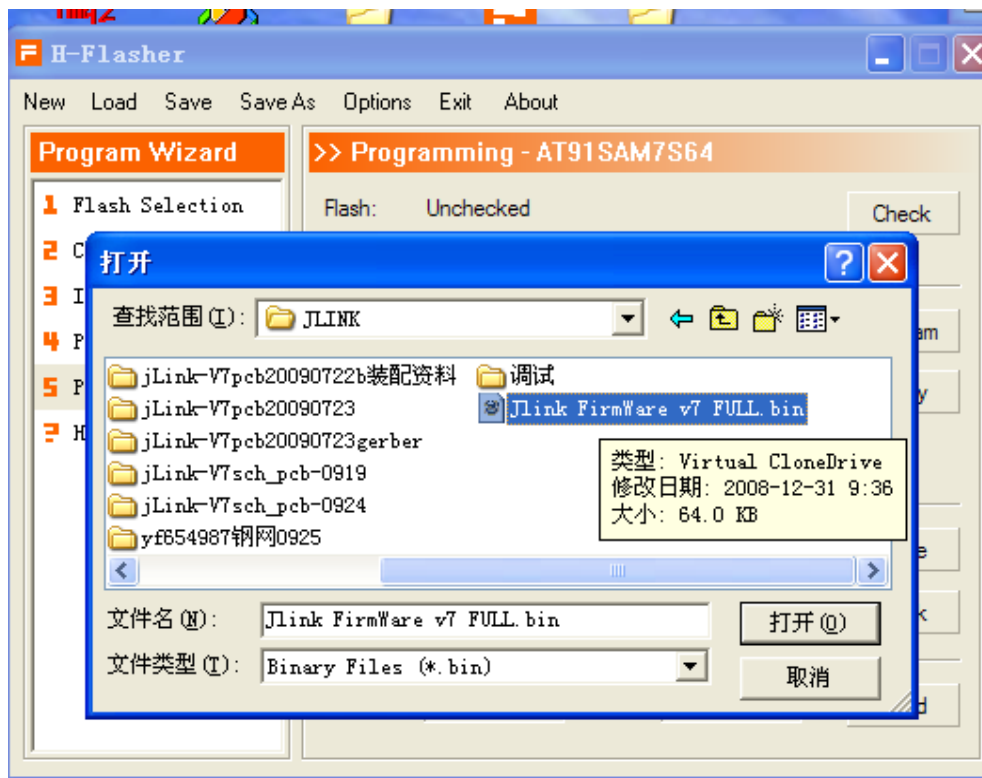 H-Flasher
New Load Save Save As Options Exit About
Program Wizard
>> Programming - AT91SAM7S64
1 Flash Selection
Flash: Unchecked
Check
2 C
3 I
4 P
5 P
? H
打开
查找范围(I): JLINK
jLink-V7pcb20090722b装配资料
调试
jLink-V7pcb20090723
Jlink FirmWare v7 FULL.bin
jLink-V7pcb20090723gerber
jLink-V7sch_pcb-0919
jLink-V7sch_pcb-0924
yf654987钢网0925
类型: Virtual CloneDrive
修改日期: 2008-12-31 9:36
大小: 64.0 KB
文件名(N): Jlink FirmWare v7 FULL.bin
打开(O)
文件类型(T): Binary Files (*.bin)
取消
am
y
e
k
d